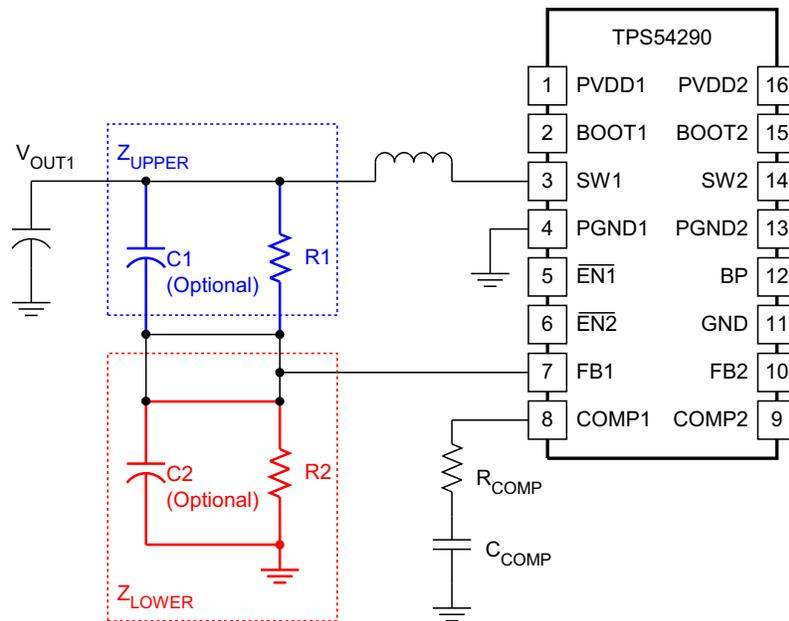 TPS54290
1 PVDD1 PVDD2 16
2 BOOT1 BOOT2 15
V_OUT1
Z_UPPER
3 SW1 SW2 14
4 PGND1 PGND2 13
C1
(Optional)
R1
5 EN1 BP 12
6 EN2 GND 11
7 FB1 FB2 10
8 COMP1 COMP2 9
C2
(Optional)
R2
R_COMP
C_COMP
Z_LOWER